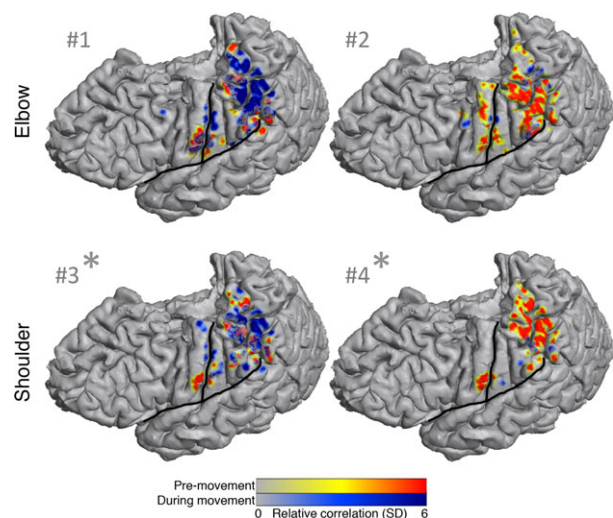 #1
#2
Elbow
#3*
#4*
Shoulder
Pre-movement
During movement
0 Relative correlation (SD) 6